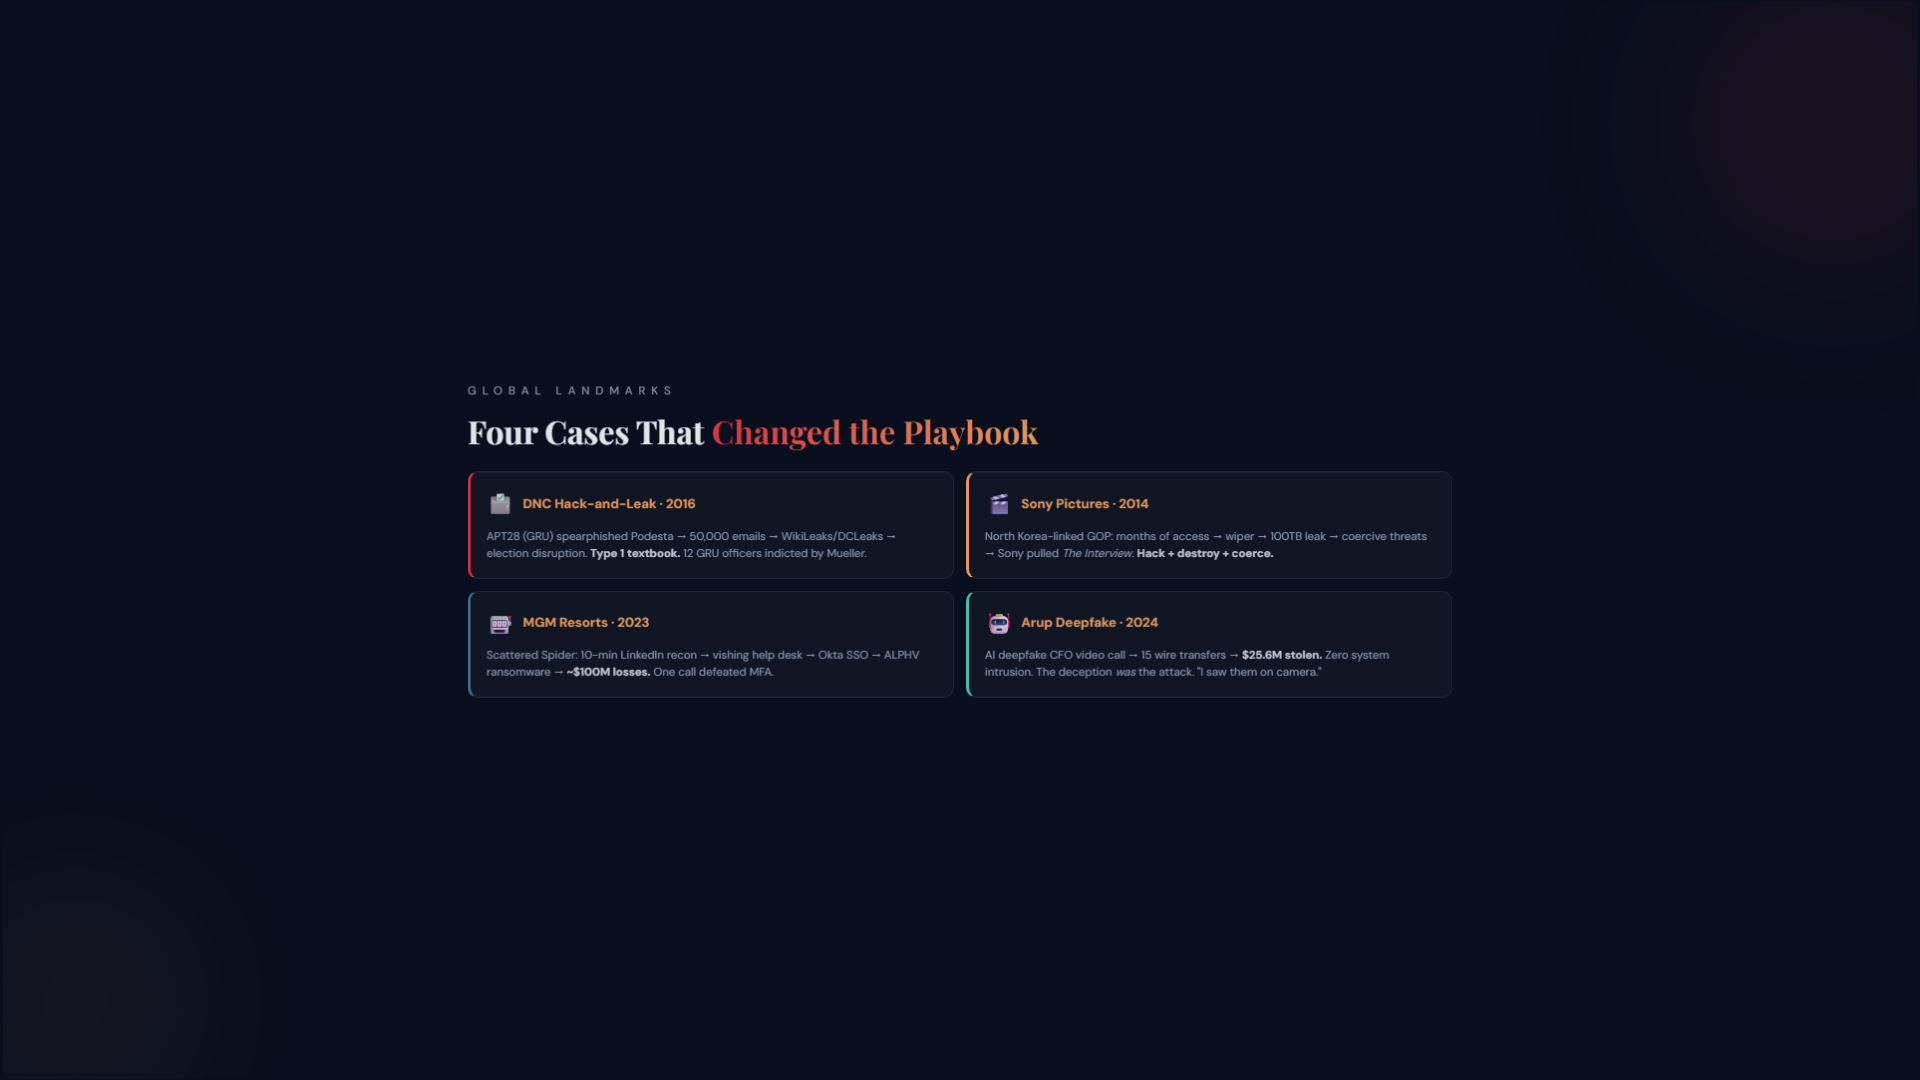 GLOBAL LANDMARKS
Four Cases That Changed the Playbook
DNC Hack-and-Leak · 2016
APT28 (GRU) spearphished Podesta → 50,000 emails → WikiLeaks/DCLeaks →
election disruption. Type 1 textbook. 12 GRU officers indicted by Mueller.
Sony Pictures · 2014
North Korea-linked GOP: months of access → wiper → 100TB leak → coercive threats
→ Sony pulled The Interview. Hack + destroy + coerce.
MGM Resorts · 2023
Scattered Spider: 10-min LinkedIn recon → vishing help desk → Okta SSO → ALPHV
ransomware → ~$100M losses. One call defeated MFA.
Arup Deepfake · 2024
AI deepfake CFO video call → 15 wire transfers → $25.6M stolen. Zero system
intrusion. The deception was the attack. "I saw them on camera."